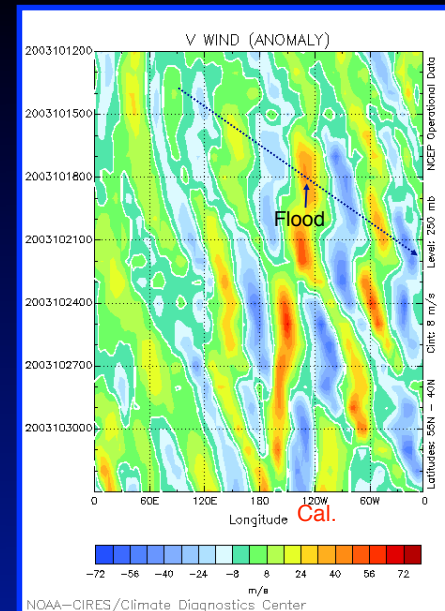 V WIND (ANOMALY)
2003101200
2003101500
2003101800
2003102100
2003102400
2003102700
2003103000
Flood
NCEP Operational Data
Level: 250 mb
Cint: 8 m/s
Latitudes: 55N - 40N
0 60E 120E 180 120W 60W 0
Longitude
Cal.
-72 -56 -40 -24 -8 8 24 40 56 72
m/s
NOAA-CIRES/Climate Diagnostics Center